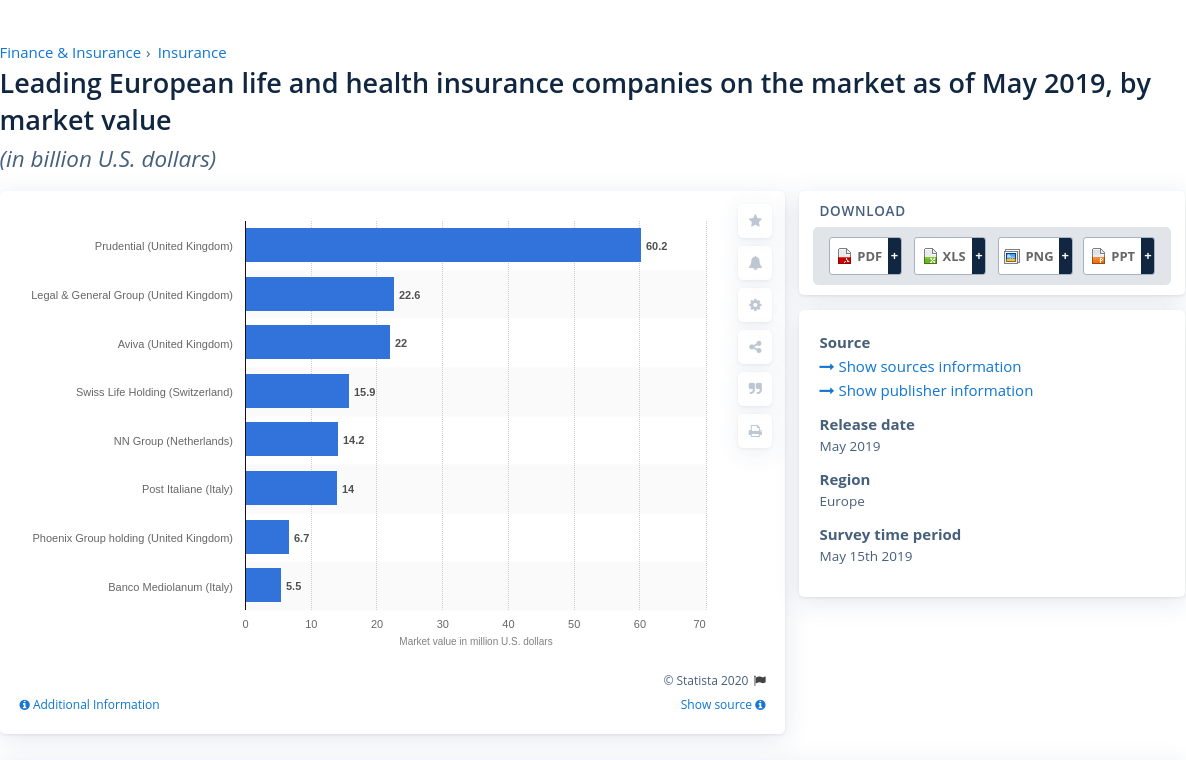 Finance & Insurance › Insurance
Leading European life and health insurance companies on the market as of May 2019, by
market value
(in billion U.S. dollars)
Prudential (United Kingdom) 60.2
Legal & General Group (United Kingdom) 22.6
Aviva (United Kingdom) 22
Swiss Life Holding (Switzerland) 15.9
NN Group (Netherlands) 14.2
Post Italiane (Italy) 14
Phoenix Group holding (United Kingdom) 6.7
Banco Mediolanum (Italy) 5.5
0 10 20 30 40 50 60 70
Market value in million U.S. dollars
© Statista 2020
Additional Information
Show source
DOWNLOAD
PDF + XLS + PNG + PPT +
Source
Show sources information
Show publisher information
Release date
May 2019
Region
Europe
Survey time period
May 15th 2019